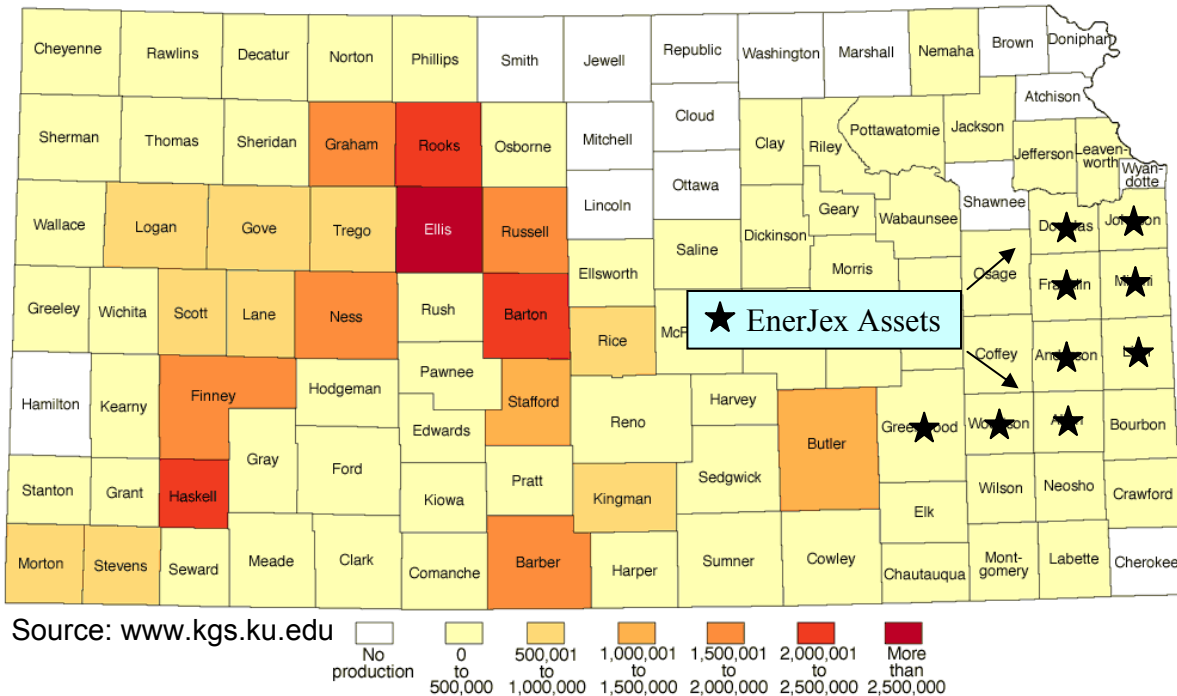 Cheyenne
Rawlins
Decatur
Norton
Phillips
Smith
Jewell
Republic
Washington
Marshall
Nemaha
Brown
Doniphan
Atchison
Cloud
Sherman
Thomas
Sheridan
Graham
Rooks
Osborne
Mitchell
Clay
Riley
Pottawatomie
Jackson
Jefferson
Leaven-
worth
Wyan-
dotte
Ottawa
Lincoln
Shawnee
Wallace
Logan
Gove
Trego
Ellis
Russell
Geary
Wabaunsee
Dickinson
Saline
Ellsworth
Morris
Osage
Greeley
Wichita
Scott
Lane
Ness
Rush
Barton
Rice
EnerJex Assets
Coffey
Hamilton
Kearny
Finney
Hodgeman
Pawnee
Stafford
Edwards
Reno
Harvey
Butler
Bourbon
Gray
Ford
Stanton
Grant
Haskell
Kiowa
Pratt
Kingman
Sedgwick
Elk
Wilson
Neosho
Crawford
Morton
Stevens
Seward
Meade
Clark
Comanche
Barber
Harper
Sumner
Cowley
Chautauqua
Mont-
gomery
Labette
Cherokee
Source: www.kgs.ku.edu
No
production
0
to
500,000
500,001
to
1,000,000
1,000,001
to
1,500,000
1,500,001
to
2,000,000
2,000,001
to
2,500,000
More
than
2,500,000